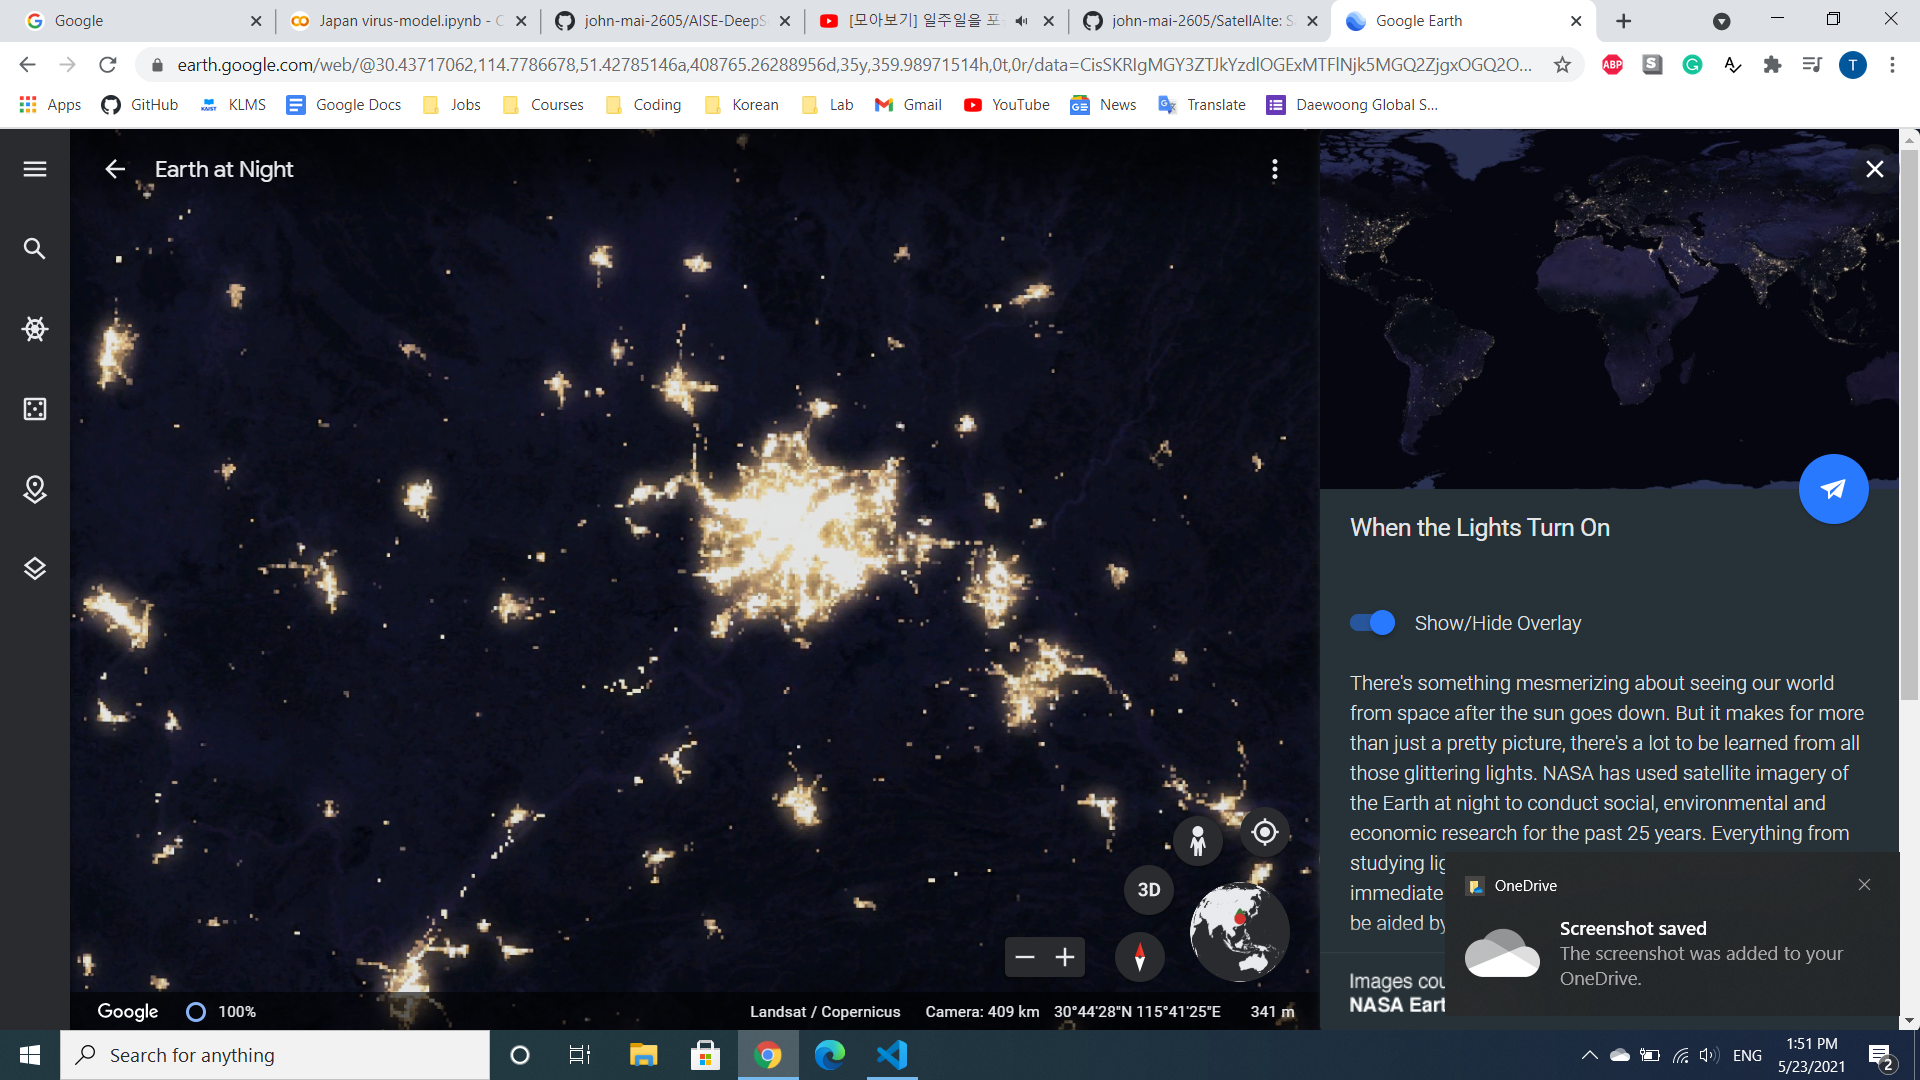 Google
Japan virus-model.ipynb - C
john-mai-2605/AISE-DeepS
[모아보기] 일주일을 포
john-mai-2605/SatellAIte: S
Google Earth
earth.google.com/web/@30.43717062,114.7786678,51.42785146a,408765.26288956d,35y,359.98971514h,0t,0r/data=CisSKRIgMGY3ZTJkYzdlOGExMTFlNjk5MGQ2ZjgxOGQ2O...
ABP
T
Apps
GitHub
KAIST
KLMS
Google Docs
Jobs
Courses
Coding
Korean
Lab
Gmail
YouTube
News
Translate
Daewoong Global S...
Earth at Night
When the Lights Turn On
Show/Hide Overlay
There's something mesmerizing about seeing our world
from space after the sun goes down. But it makes for more
than just a pretty picture, there's a lot to be learned from all
those glittering lights. NASA has used satellite imagery of
the Earth at night to conduct social, environmental and
economic research for the past 25 years. Everything from
studying lig
immediate
be aided by
OneDrive
Screenshot saved
The screenshot was added to your
OneDrive.
Images cou
NASA Eart
3D
Google
100%
Landsat / Copernicus
Camera: 409 km
30°44'28"N 115°41'25"E
341 m
Search for anything
ENG
1:51 PM
5/23/2021
2